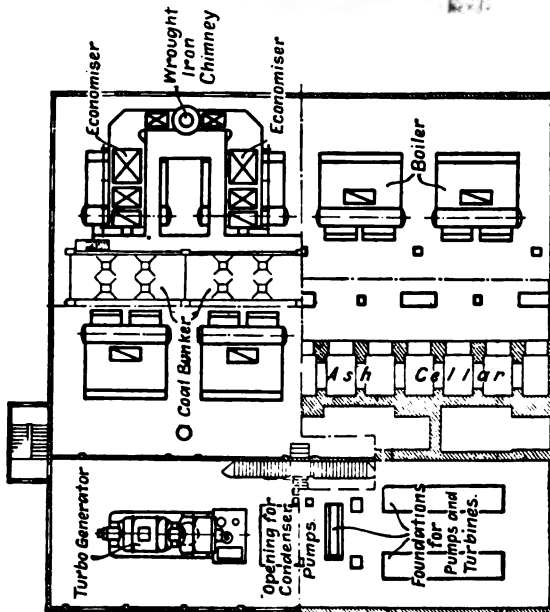 Economiser
Wrought
Iron
Chimney
Economiser
Boiler
Coal Bunker
Ash Cellar
Turbo Generator
Opening for
Condenser
Pumps.
Foundations
for
Pumps and
Turbines.